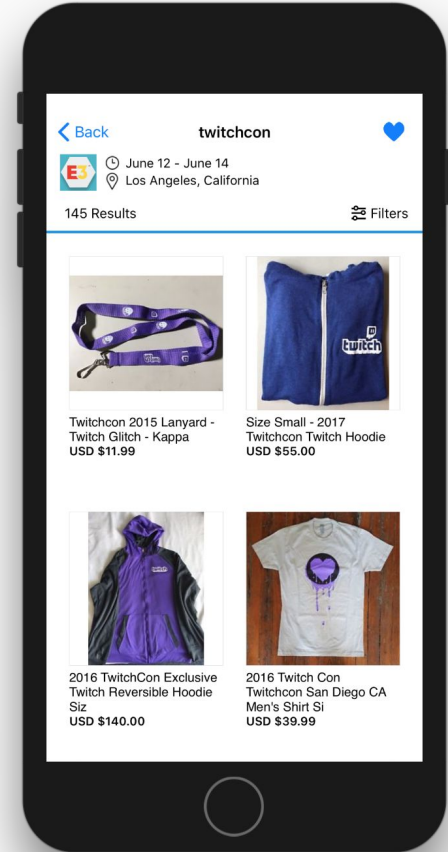 Back
twitchcon
E3
June 12 - June 14
Los Angeles, California
145 Results
Filters
twitch
twitch
Twitchcon 2015 Lanyard -
Twitch Glitch - Kappa
USD $11.99
Size Small - 2017
Twitchcon Twitch Hoodie
USD $55.00
twitch
2016 TwitchCon Exclusive
Twitch Reversible Hoodie
Siz
USD $140.00
2016 Twitch Con
Twitchcon San Diego CA
Men's Shirt Si
USD $39.99